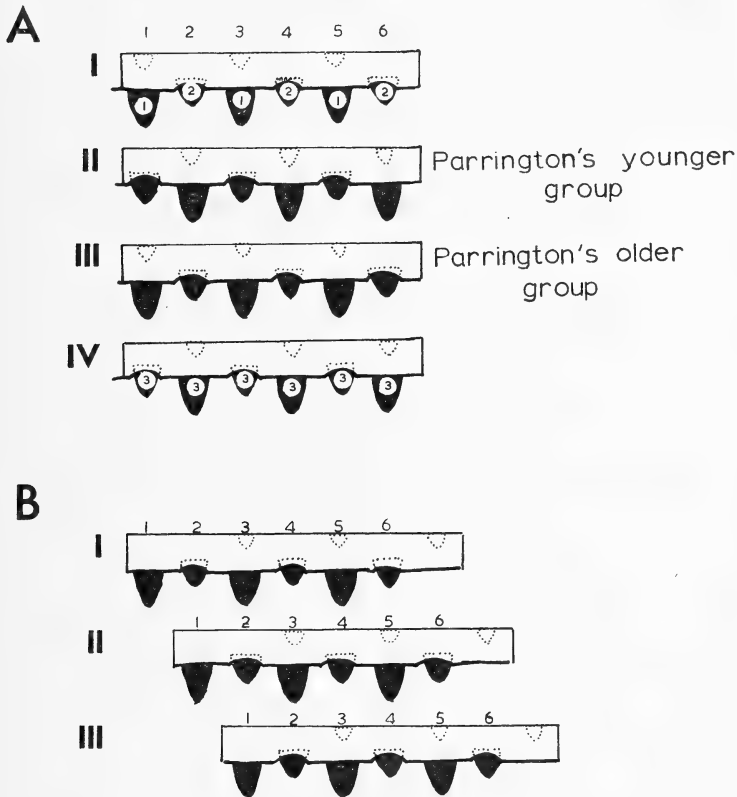 A
1 2 3 4 5 6
I
1 2 1 2 1 2
II Parrington's younger
group
III Parrington's older
group
IV
3 3 3 3 3 3
B
1 2 3 4 5 6
I
1 2 3 4 5 6
II
1 2 3 4 5 6
III